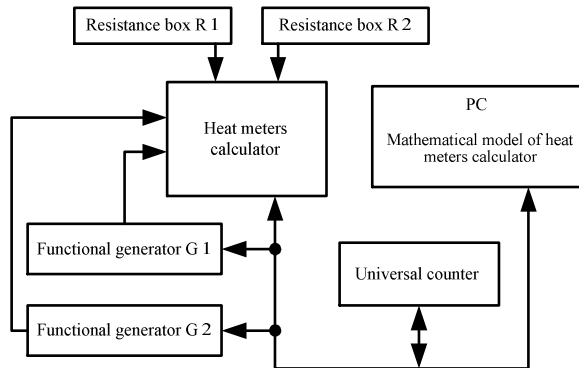 Resistance box R 1
Resistance box R 2
Heat meters
calculator
PC
Mathematical model of heat
meters calculator
Functional generator G 1
Universal counter
Functional generator G 2